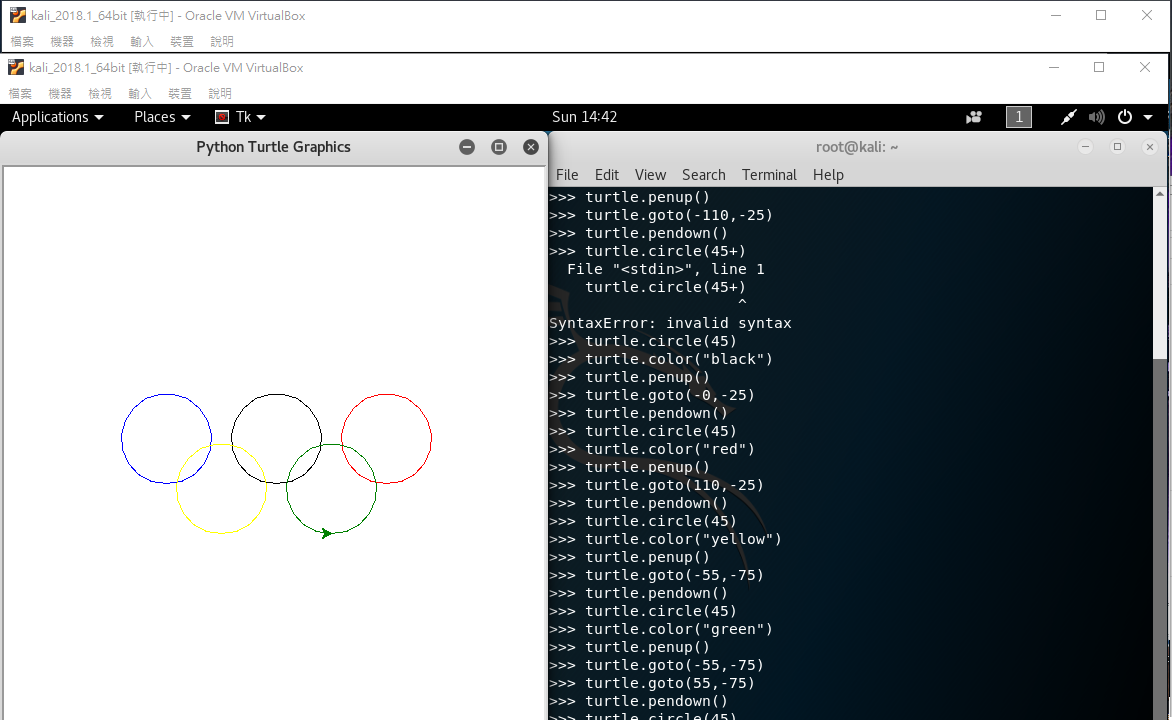 kali_2018.1_64bit [執行中] - Oracle VM VirtualBox
檔案 機器 檢視 輸入 裝置 說明
kali_2018.1_64bit [執行中] - Oracle VM VirtualBox
檔案 機器 檢視 輸入 裝置 說明
Applications Places Tk Sun 14:42 1
Python Turtle Graphics
root@kali: ~
File Edit View Search Terminal Help
>>> turtle.penup()
>>> turtle.goto(-110,-25)
>>> turtle.pendown()
>>> turtle.circle(45+)
  File "<stdin>", line 1
    turtle.circle(45+)
                     ^
SyntaxError: invalid syntax
>>> turtle.circle(45)
>>> turtle.color("black")
>>> turtle.penup()
>>> turtle.goto(-0,-25)
>>> turtle.pendown()
>>> turtle.circle(45)
>>> turtle.color("red")
>>> turtle.penup()
>>> turtle.goto(110,-25)
>>> turtle.pendown()
>>> turtle.circle(45)
>>> turtle.color("yellow")
>>> turtle.penup()
>>> turtle.goto(-55,-75)
>>> turtle.pendown()
>>> turtle.circle(45)
>>> turtle.color("green")
>>> turtle.penup()
>>> turtle.goto(-55,-75)
>>> turtle.goto(55,-75)
>>> turtle.pendown()
>>> turtle.circle(45)